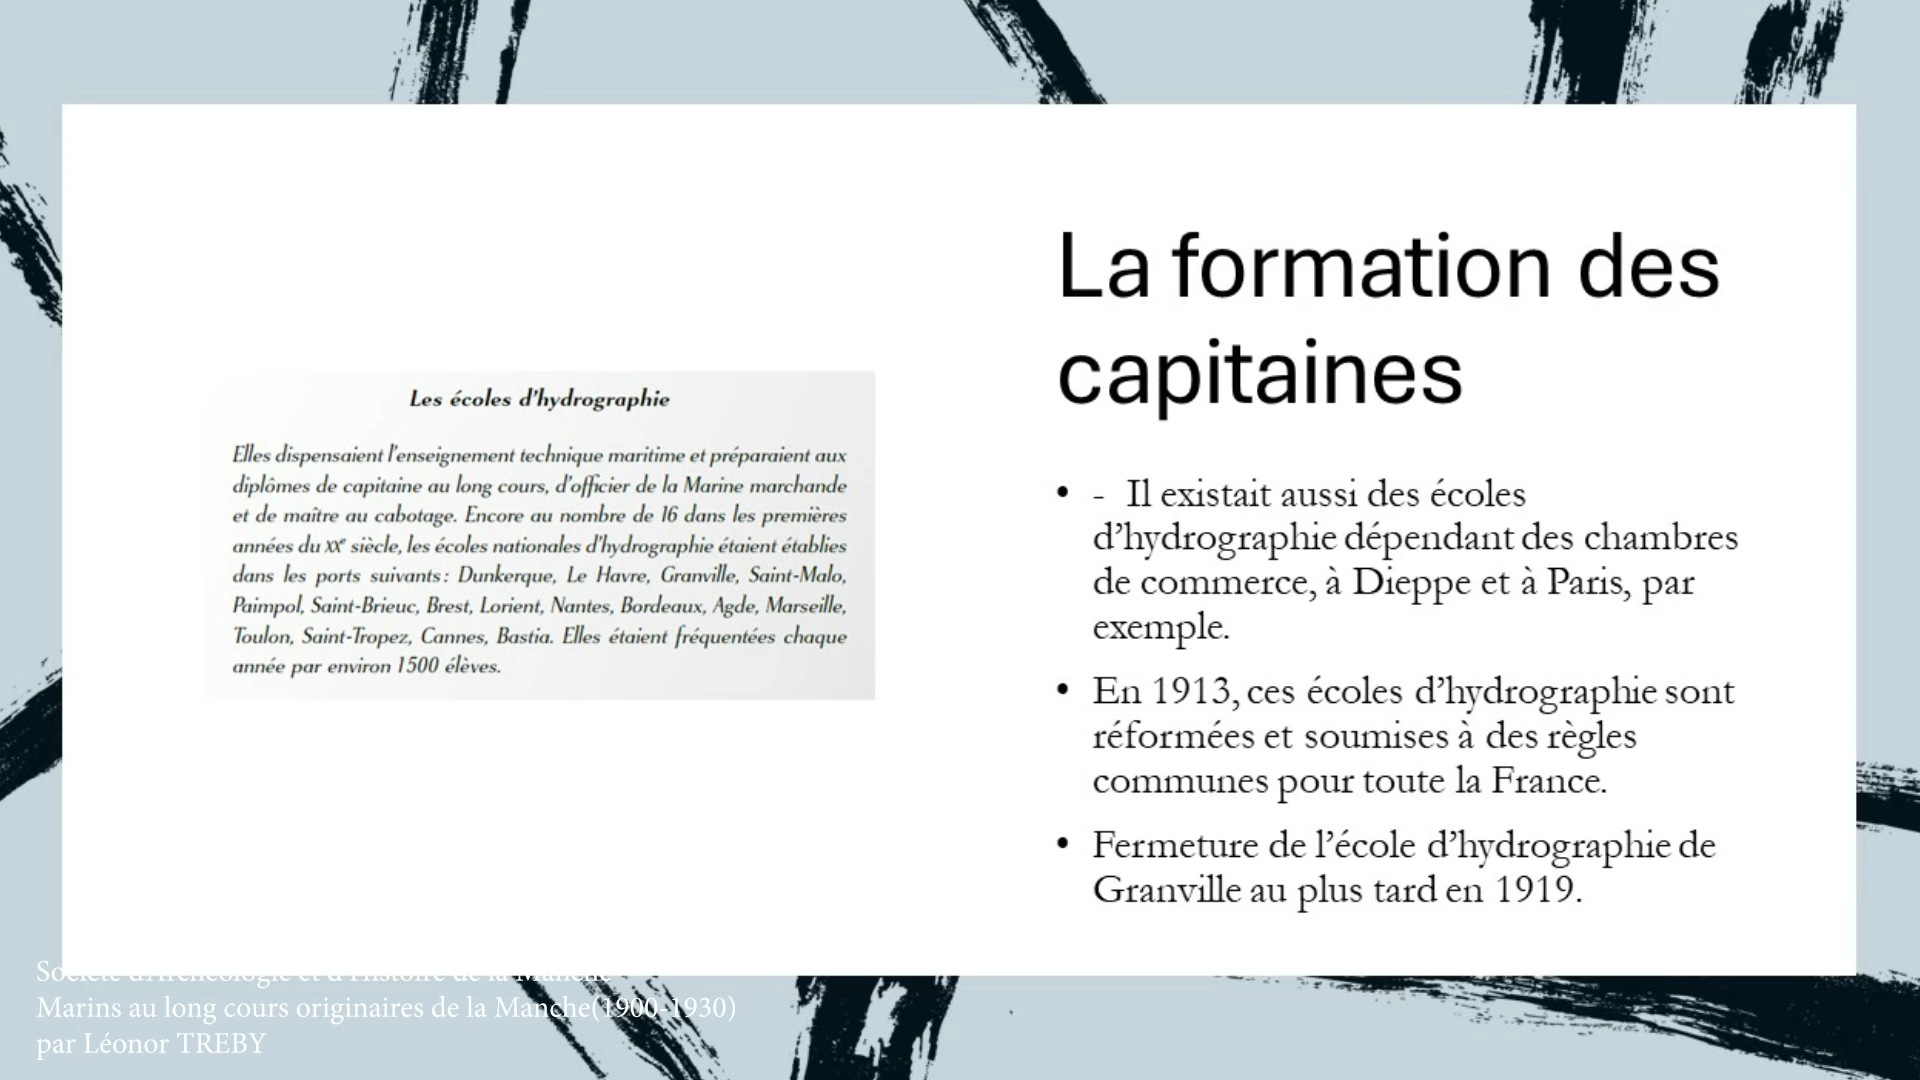 La formation des
capitaines
Les écoles d'hydrographie
Elles dispensaient l'enseignement technique maritime et préparaient aux
diplômes de capitaine au long cours, d'officier de la Marine marchande
et de maître au cabotage. Encore au nombre de 16 dans les premières
années du XXe siècle, les écoles nationales d'hydrographie étaient établies
dans les ports suivants : Dunkerque, Le Havre, Granville, Saint-Malo,
Paimpol, Saint-Brieuc, Brest, Lorient, Nantes, Bordeaux, Agde, Marseille,
Toulon, Saint-Tropez, Cannes, Bastia. Elles étaient fréquentées chaque
année par environ 1500 élèves.
• - Il existait aussi des écoles
d’hydrographie dépendant des chambres
de commerce, à Dieppe et à Paris, par
exemple.
• En 1913, ces écoles d’hydrographie sont
réformées et soumises à des règles
communes pour toute la France.
• Fermeture de l’école d’hydrographie de
Granville au plus tard en 1919.
Société d'Archéologie et d'Histoire de la Manche
Marins au long cours originaires de la Manche(1900-1930)
par Léonor TREBY